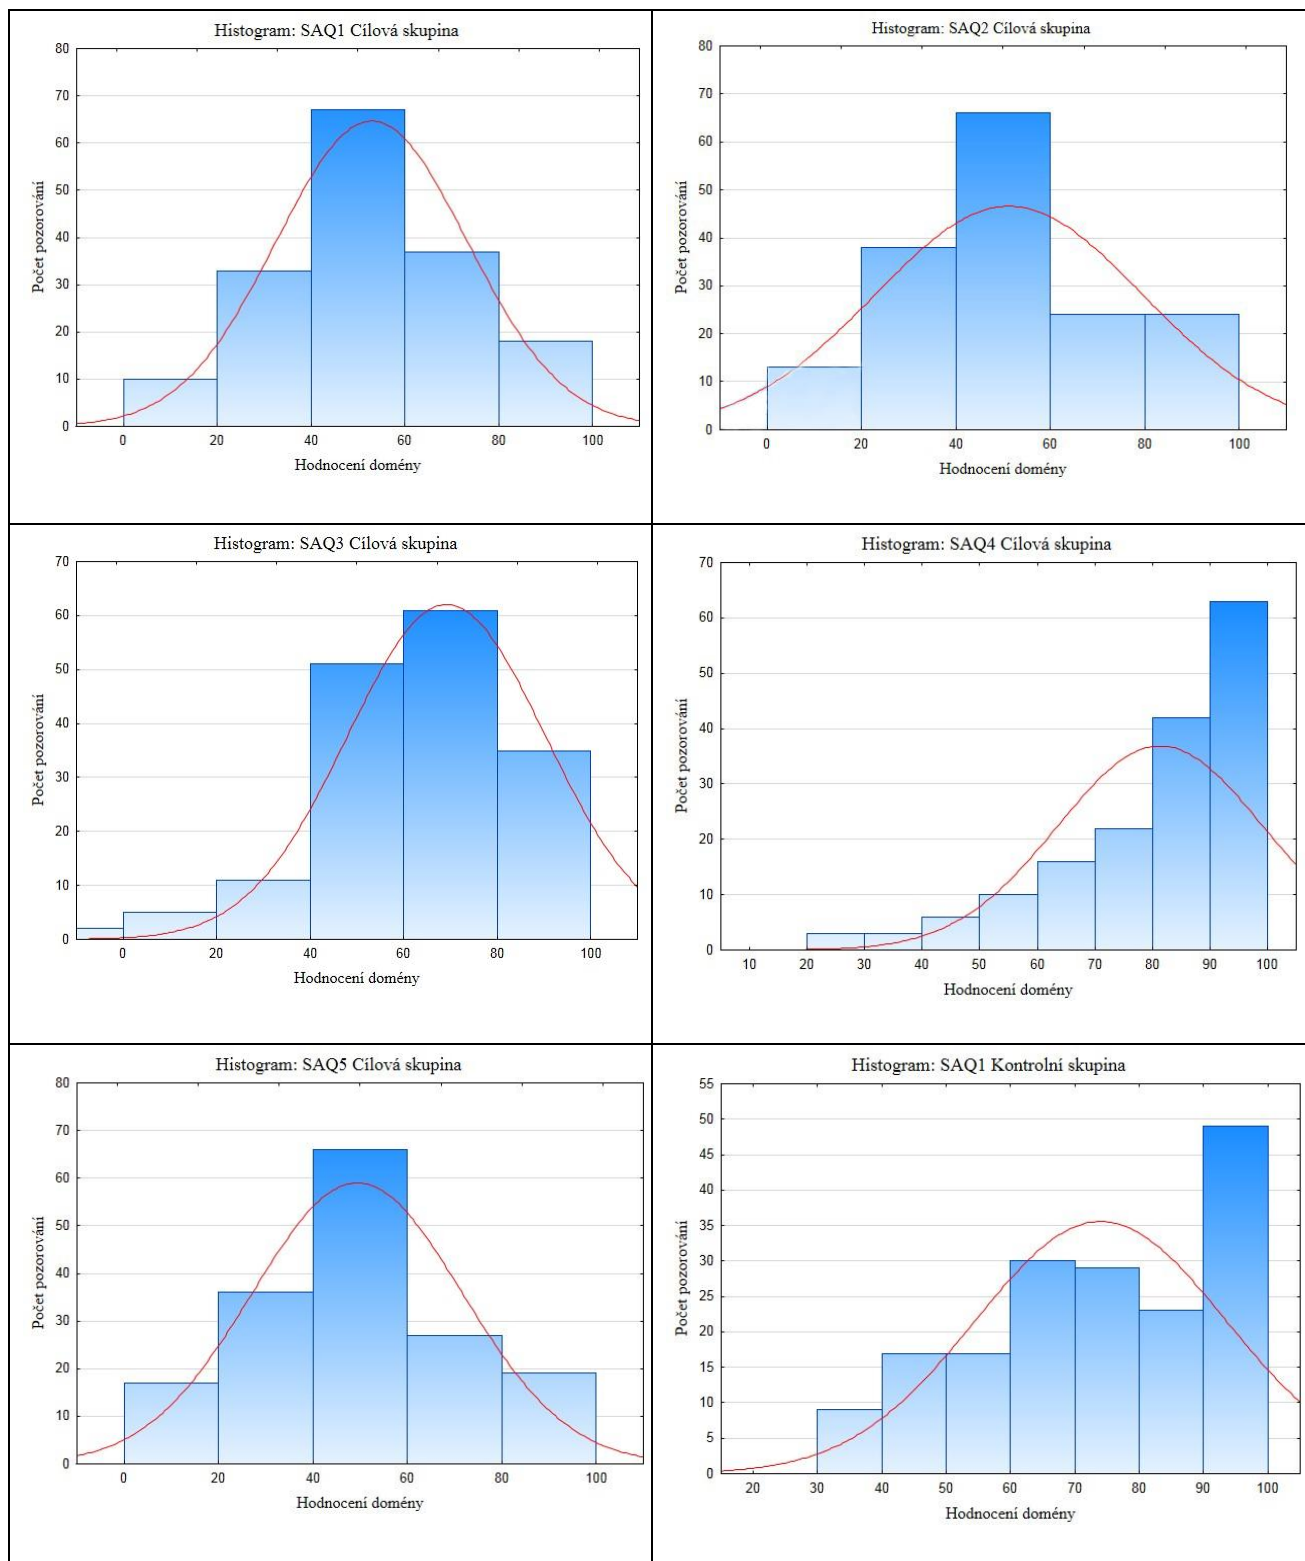 Histogram: SAQ1 Cílová skupina
80
70
60
50
40
30
20
10
0
Počet pozorování
0 20 40 60 80 100
Hodnocení domény
Histogram: SAQ2 Cílová skupina
80
70
60
50
40
30
20
10
0
Počet pozorování
0 20 40 60 80 100
Hodnocení domény
Histogram: SAQ3 Cílová skupina
70
60
50
40
30
20
10
0
Počet pozorování
0 20 40 60 80 100
Hodnocení domény
Histogram: SAQ4 Cílová skupina
70
60
50
40
30
20
10
0
Počet pozorování
10 20 30 40 50 60 70 80 90 100
Hodnocení domény
Histogram: SAQ5 Cílová skupina
80
70
60
50
40
30
20
10
0
Počet pozorování
0 20 40 60 80 100
Hodnocení domény
Histogram: SAQ1 Kontrolní skupina
55
50
45
40
35
30
25
20
15
10
5
0
Počet pozorování
20 30 40 50 60 70 80 90 100
Hodnocení domény